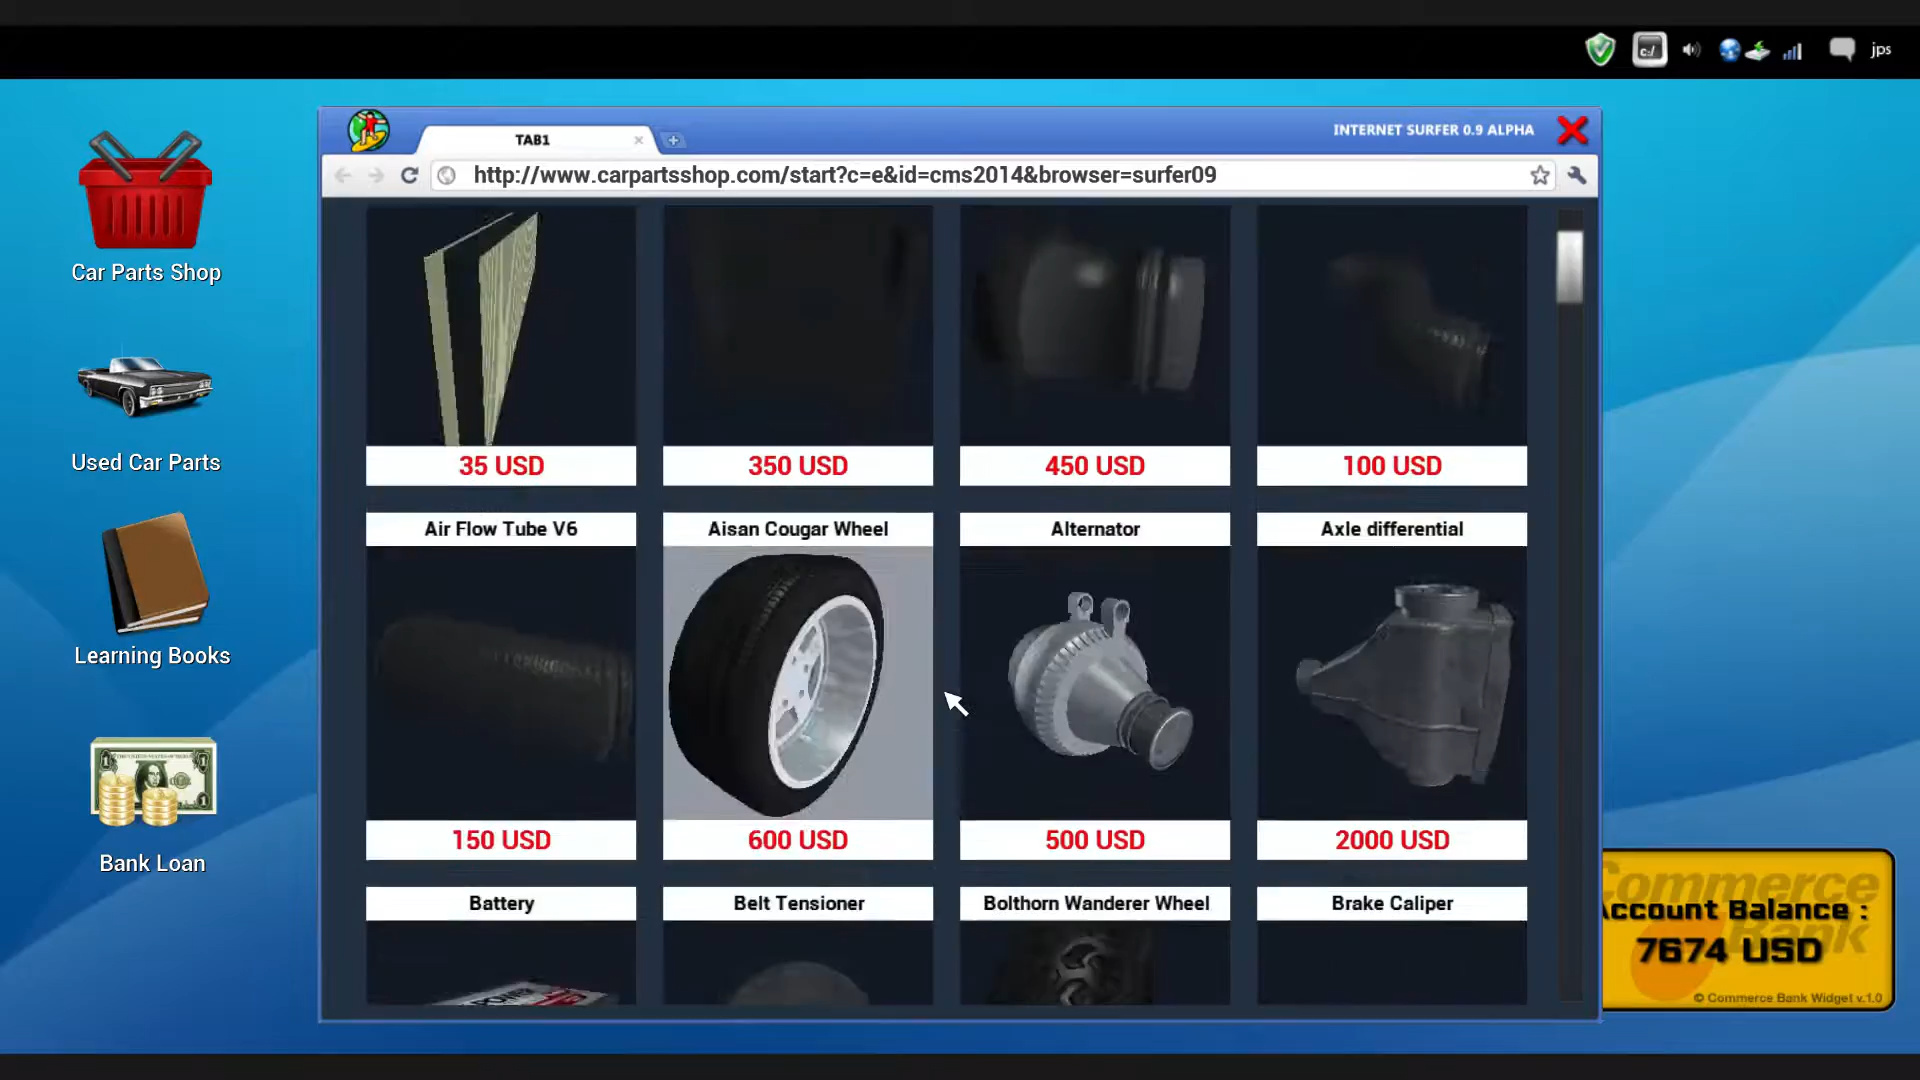 c:/
jps
TAB1
INTERNET SURFER 0.9 ALPHA
http://www.carpartsshop.com/start?c=e&id=cms2014&browser=surfer09
Car Parts Shop
Used Car Parts
Learning Books
Bank Loan
35 USD
350 USD
450 USD
100 USD
Air Flow Tube V6
Aisan Cougar Wheel
Alternator
Axle differential
150 USD
600 USD
500 USD
2000 USD
Battery
Belt Tensioner
Bolthorn Wanderer Wheel
Brake Caliper
Commerce Bank
Account Balance :
7674 USD
© Commerce Bank Widget v.1.0